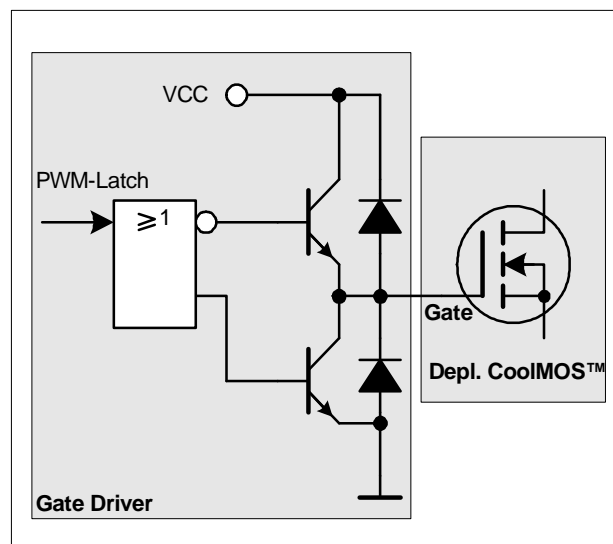 VCC
PWM-Latch
≥1
Gate
Depl. CoolMOS™
Gate Driver